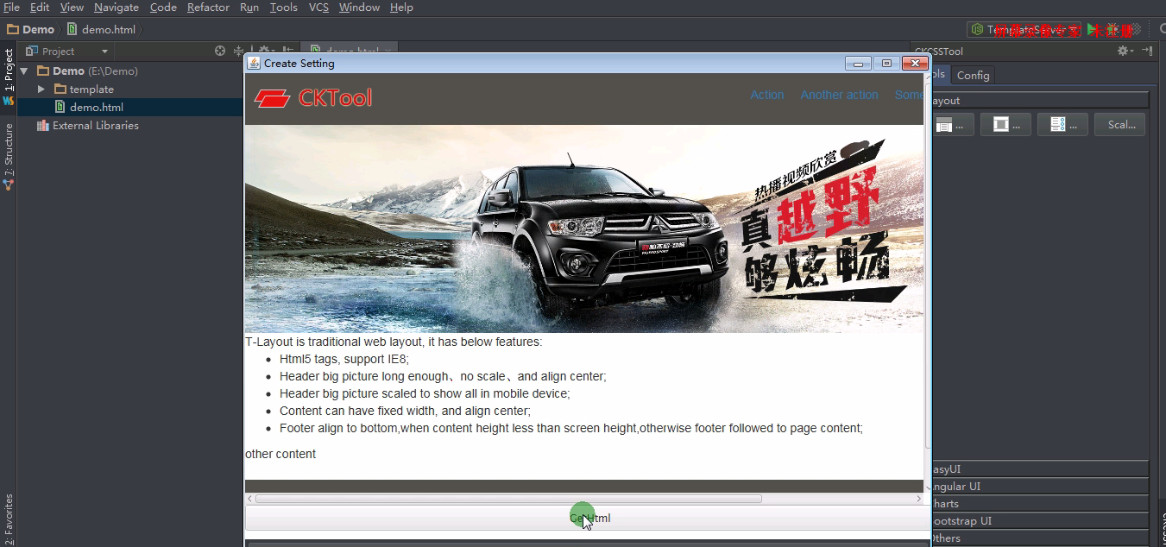 File Edit View Navigate Code Refactor Run Tools VCS Window Help
Demo demo.html
TemplateServer
Project
demo.html
CKCSSTool
Demo (E:\Demo)
template
demo.html
External Libraries
1: Project
7: Structure
2: Favorites
Create Setting
CKTool
Action Another action Some
热播视频欣赏
真越野
够炫畅
T-Layout is traditional web layout, it has below features:
Html5 tags, support IE8;
Header big picture long enough、no scale、and align center;
Header big picture scaled to show all in mobile device;
Content can have fixed width, and align center;
Footer align to bottom,when content height less than screen height,otherwise footer followed to page content;
other content
Html
ols Config
ayout
... ... ... Scal...
asyUI
ngular UI
harts
ootstrap UI
thers